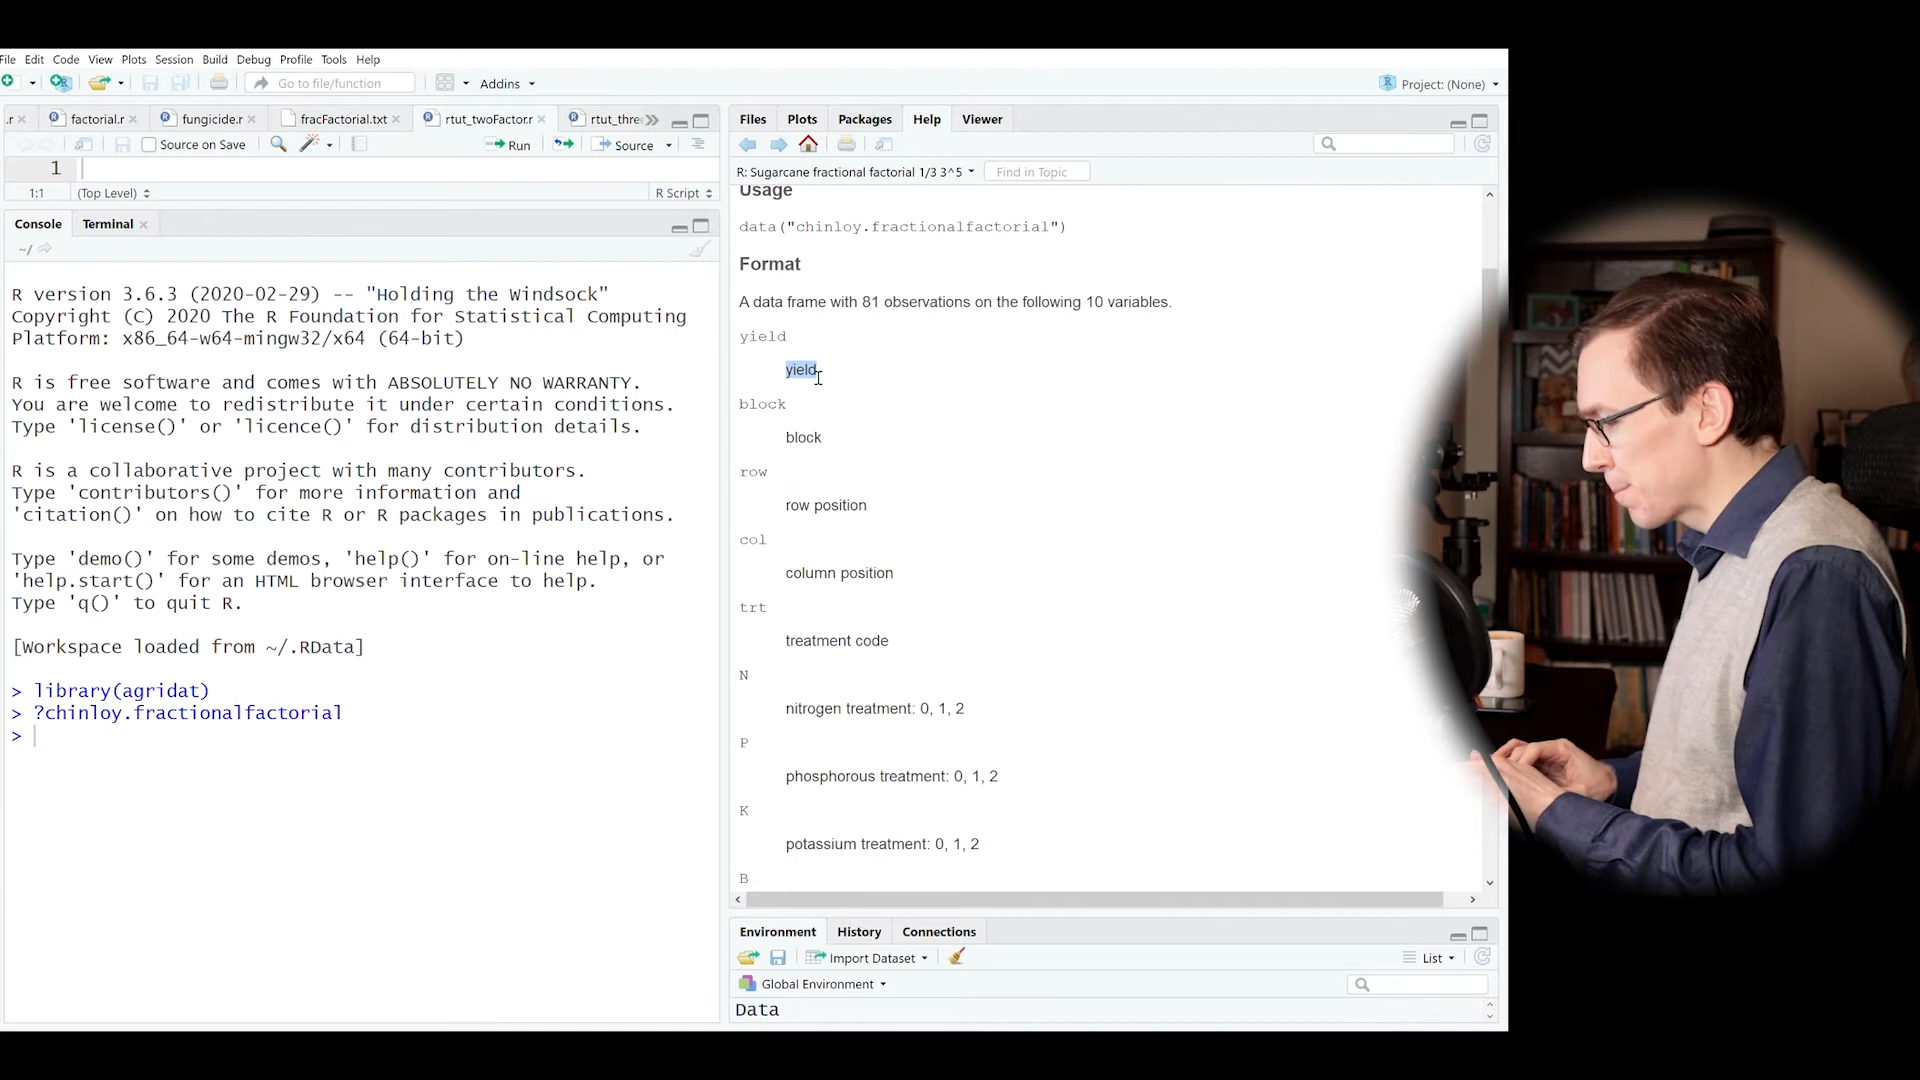 File Edit Code View Plots Session Build Debug Profile Tools Help
Go to file/function
Addins
Project: (None)
.r
factorial.r
fungicide.r
fracFactorial.txt
rtut_twoFactor.r
rtut_thre
Source on Save
Run
Source
1
1:1
(Top Level)
R Script
Console
Terminal
~/
R version 3.6.3 (2020-02-29) -- "Holding the Windsock"
Copyright (C) 2020 The R Foundation for Statistical Computing
Platform: x86_64-w64-mingw32/x64 (64-bit)
R is free software and comes with ABSOLUTELY NO WARRANTY.
You are welcome to redistribute it under certain conditions.
Type 'license()' or 'licence()' for distribution details.
R is a collaborative project with many contributors.
Type 'contributors()' for more information and
'citation()' on how to cite R or R packages in publications.
Type 'demo()' for some demos, 'help()' for on-line help, or
'help.start()' for an HTML browser interface to help.
Type 'q()' to quit R.
[Workspace loaded from ~/.RData]
> library(agridat)
> ?chinloy.fractionalfactorial
>
Files
Plots
Packages
Help
Viewer
R: Sugarcane fractional factorial 1/3 3^5
Find in Topic
Usage
data("chinloy.fractionalfactorial")
Format
A data frame with 81 observations on the following 10 variables.
yield
yield
block
block
row
row position
col
column position
trt
treatment code
N
nitrogen treatment: 0, 1, 2
P
phosphorous treatment: 0, 1, 2
K
potassium treatment: 0, 1, 2
B
Environment
History
Connections
Import Dataset
List
Global Environment
Data